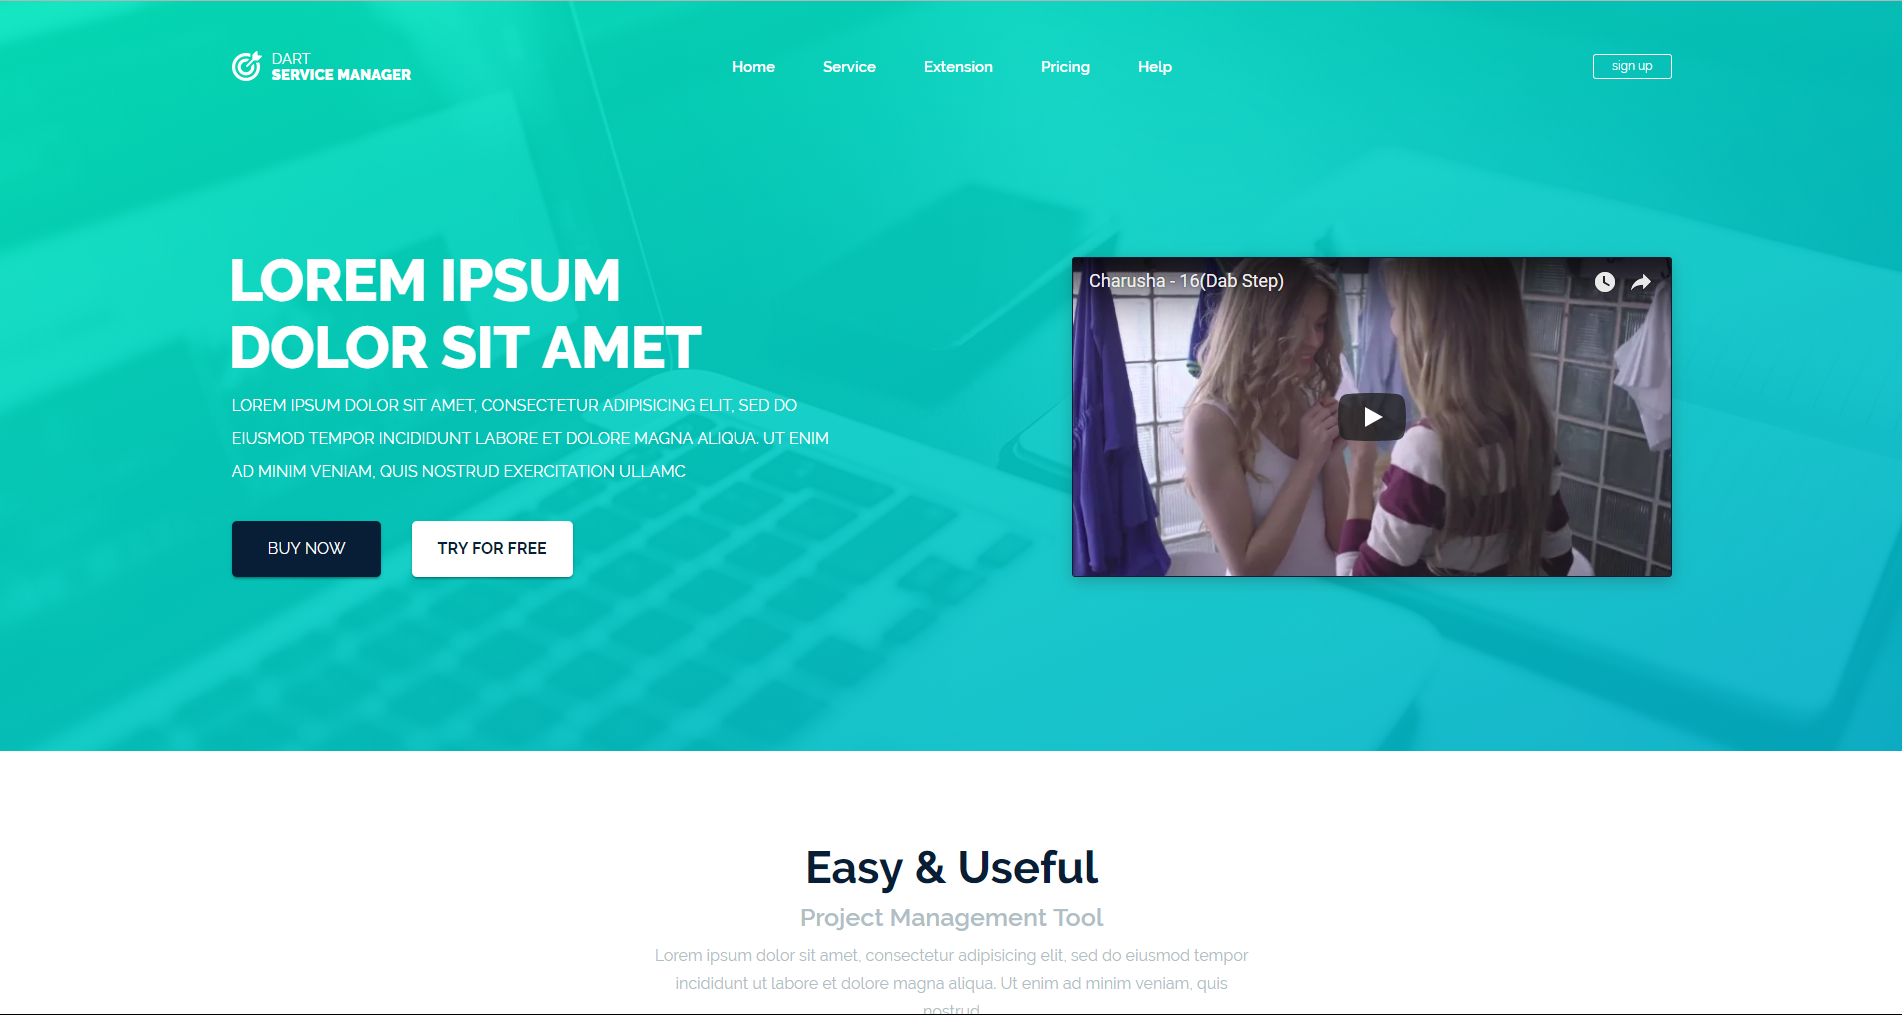 DART
SERVICE MANAGER
Home
Service
Extension
Pricing
Help
sign up
LOREM IPSUM
DOLOR SIT AMET
LOREM IPSUM DOLOR SIT AMET, CONSECTETUR ADIPISICING ELIT, SED DO
EIUSMOD TEMPOR INCIDIDUNT LABORE ET DOLORE MAGNA ALIQUA. UT ENIM
AD MINIM VENIAM, QUIS NOSTRUD EXERCITATION ULLAMC
BUY NOW
TRY FOR FREE
Charusha - 16(Dab Step)
Easy & Useful
Project Management Tool
Lorem ipsum dolor sit amet, consectetur adipisicing elit, sed do eiusmod tempor
incididunt ut labore et dolore magna aliqua. Ut enim ad minim veniam, quis
nostrud